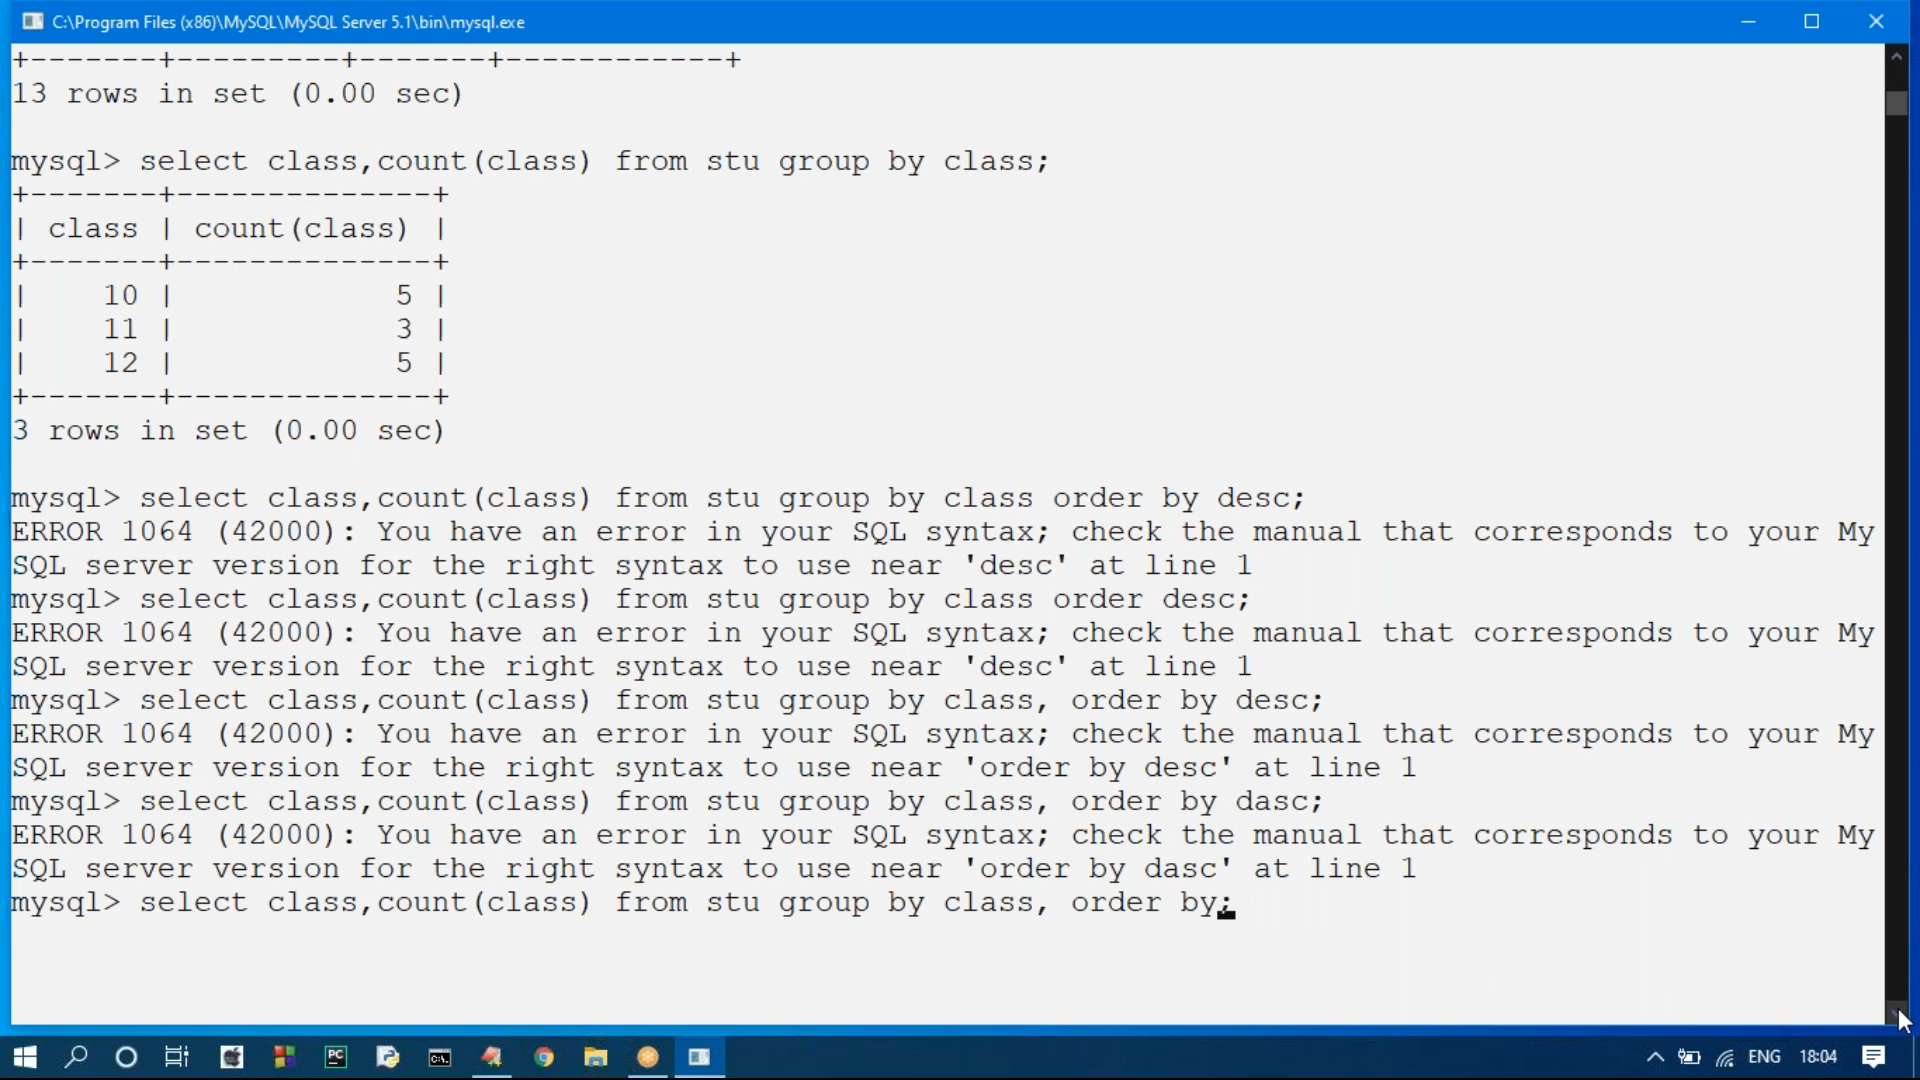 C:\Program Files (x86)\MySQL\MySQL Server 5.1\bin\mysql.exe
+-------+---------+-------+------------+
13 rows in set (0.00 sec)
mysql> select class,count(class) from stu group by class;
+-------+--------------+
| class | count(class) |
+-------+--------------+
|    10 |            5 |
|    11 |            3 |
|    12 |            5 |
+-------+--------------+
3 rows in set (0.00 sec)
mysql> select class,count(class) from stu group by class order by desc;
ERROR 1064 (42000): You have an error in your SQL syntax; check the manual that corresponds to your My
SQL server version for the right syntax to use near 'desc' at line 1
mysql> select class,count(class) from stu group by class order desc;
ERROR 1064 (42000): You have an error in your SQL syntax; check the manual that corresponds to your My
SQL server version for the right syntax to use near 'desc' at line 1
mysql> select class,count(class) from stu group by class, order by desc;
ERROR 1064 (42000): You have an error in your SQL syntax; check the manual that corresponds to your My
SQL server version for the right syntax to use near 'order by desc' at line 1
mysql> select class,count(class) from stu group by class, order by dasc;
ERROR 1064 (42000): You have an error in your SQL syntax; check the manual that corresponds to your My
SQL server version for the right syntax to use near 'order by dasc' at line 1
mysql> select class,count(class) from stu group by class, order by;
PC
C:\.
ENG
18:04